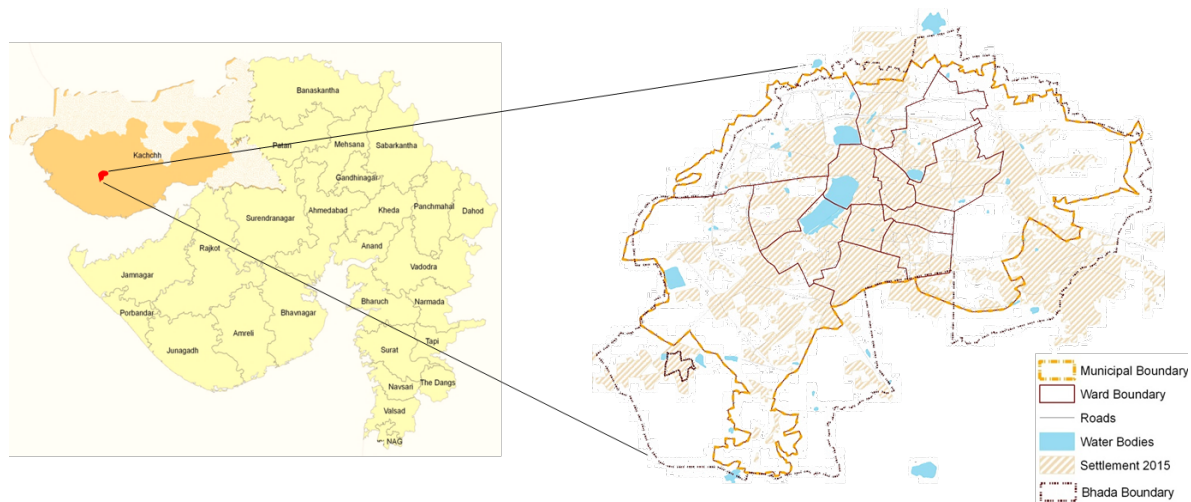 Banaskantha
Kachchh
Patan
Mehsana
Sabarkantha
Gandhinagar
Surendranagar
Ahmedabad
Kheda
Panchmahal
Dahod
Rajkot
Anand
Jamnagar
Vadodra
Porbandar
Bhavnagar
Bharuch
Narmada
Amreli
Junagadh
Surat
Tapi
Navsari
The Dangs
Valsad
NAG
Municipal Boundary
Ward Boundary
Roads
Water Bodies
Settlement 2015
Bhada Boundary